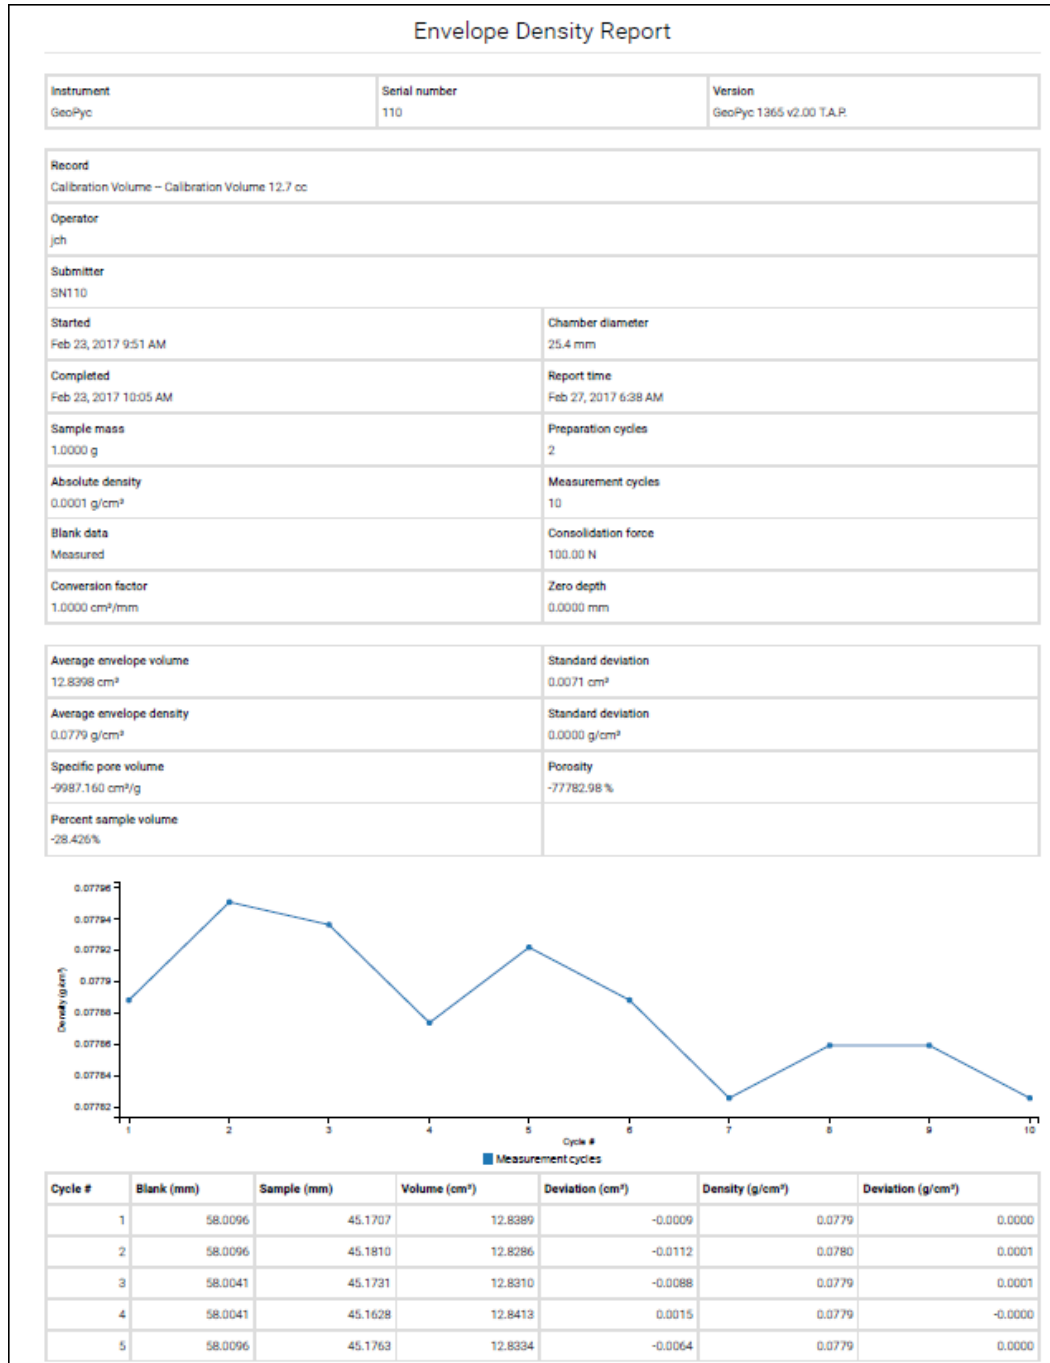 Envelope Density Report
Instrument Serial number Version
GeoPyc 110 GeoPyc 1365 v2.00 T.A.P.
Record
Calibration Volume -- Calibration Volume 12.7 cc
Operator
jch
Submitter
SN110
Started Chamber diameter
Feb 23, 2017 9:51 AM 25.4 mm
Completed Report time
Feb 23, 2017 10:05 AM Feb 27, 2017 6:38 AM
Sample mass Preparation cycles
1.0000 g 2
Absolute density Measurement cycles
0.0001 g/cm³ 10
Blank data Consolidation force
Measured 100.00 N
Conversion factor Zero depth
1.0000 cm³/mm 0.0000 mm
Average envelope volume Standard deviation
12.8398 cm³ 0.0071 cm³
Average envelope density Standard deviation
0.0779 g/cm³ 0.0000 g/cm³
Specific pore volume Porosity
-9987.160 cm³/g -77782.98 %
Percent sample volume
-28.426%
0.07796
0.07794
0.07792
0.0779
0.07788
0.07786
0.07784
0.07782
Density (g/cm³)
1 2 3 4 5 6 7 8 9 10
Cycle #
Measurement cycles
Cycle # Blank (mm) Sample (mm) Volume (cm³) Deviation (cm³) Density (g/cm³) Deviation (g/cm³)
1 58.0096 45.1707 12.8389 -0.0009 0.0779 0.0000
2 58.0096 45.1810 12.8286 -0.0112 0.0780 0.0001
3 58.0041 45.1731 12.8310 -0.0088 0.0779 0.0001
4 58.0041 45.1628 12.8413 0.0015 0.0779 -0.0000
5 58.0096 45.1763 12.8334 -0.0064 0.0779 0.0000